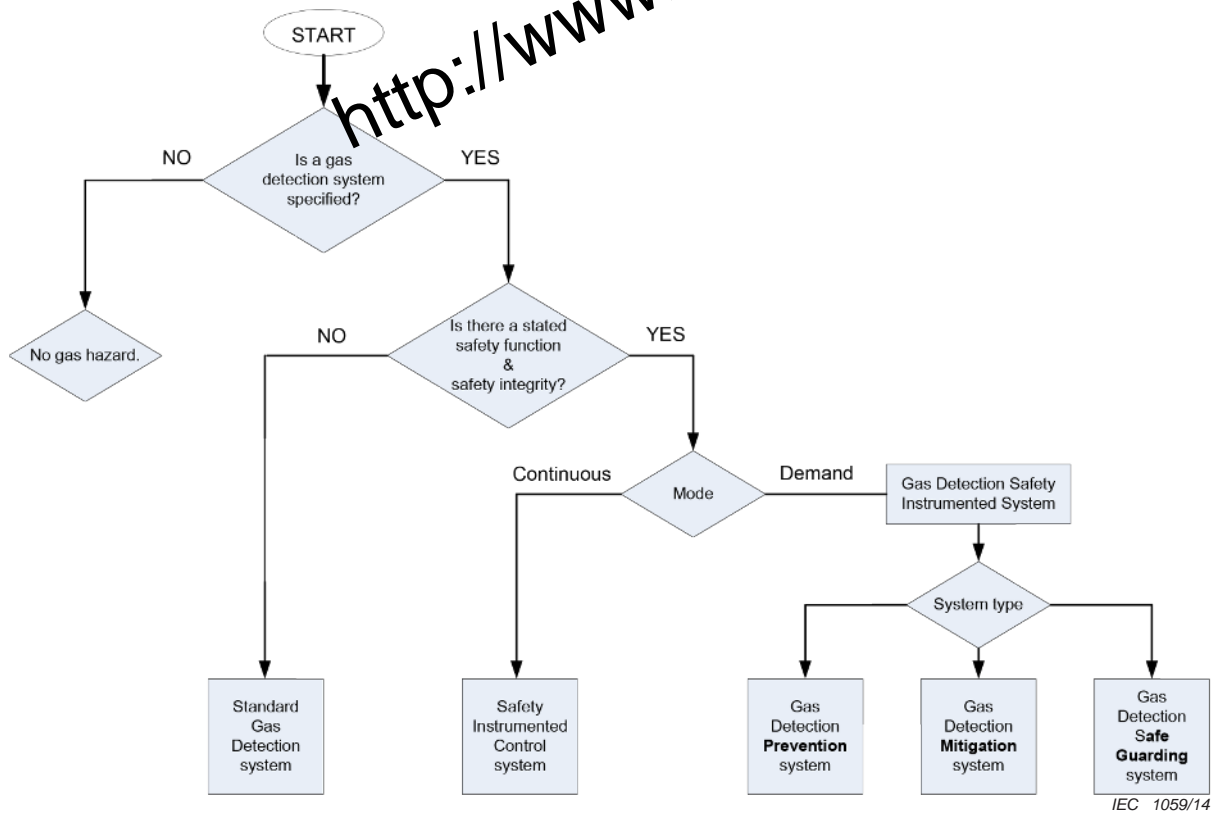 START
http://www
NO
YES
Is a gas
detection system
specified?
No gas hazard.
NO
YES
Is there a stated
safety function
&
safety integrity?
Continuous
Mode
Demand
Gas Detection Safety
Instrumented System
System type
Standard
Gas
Detection
system
Safety
Instrumented
Control
system
Gas
Detection
Prevention
system
Gas
Detection
Mitigation
system
Gas
Detection
Safe
Guarding
system
IEC 1059/14